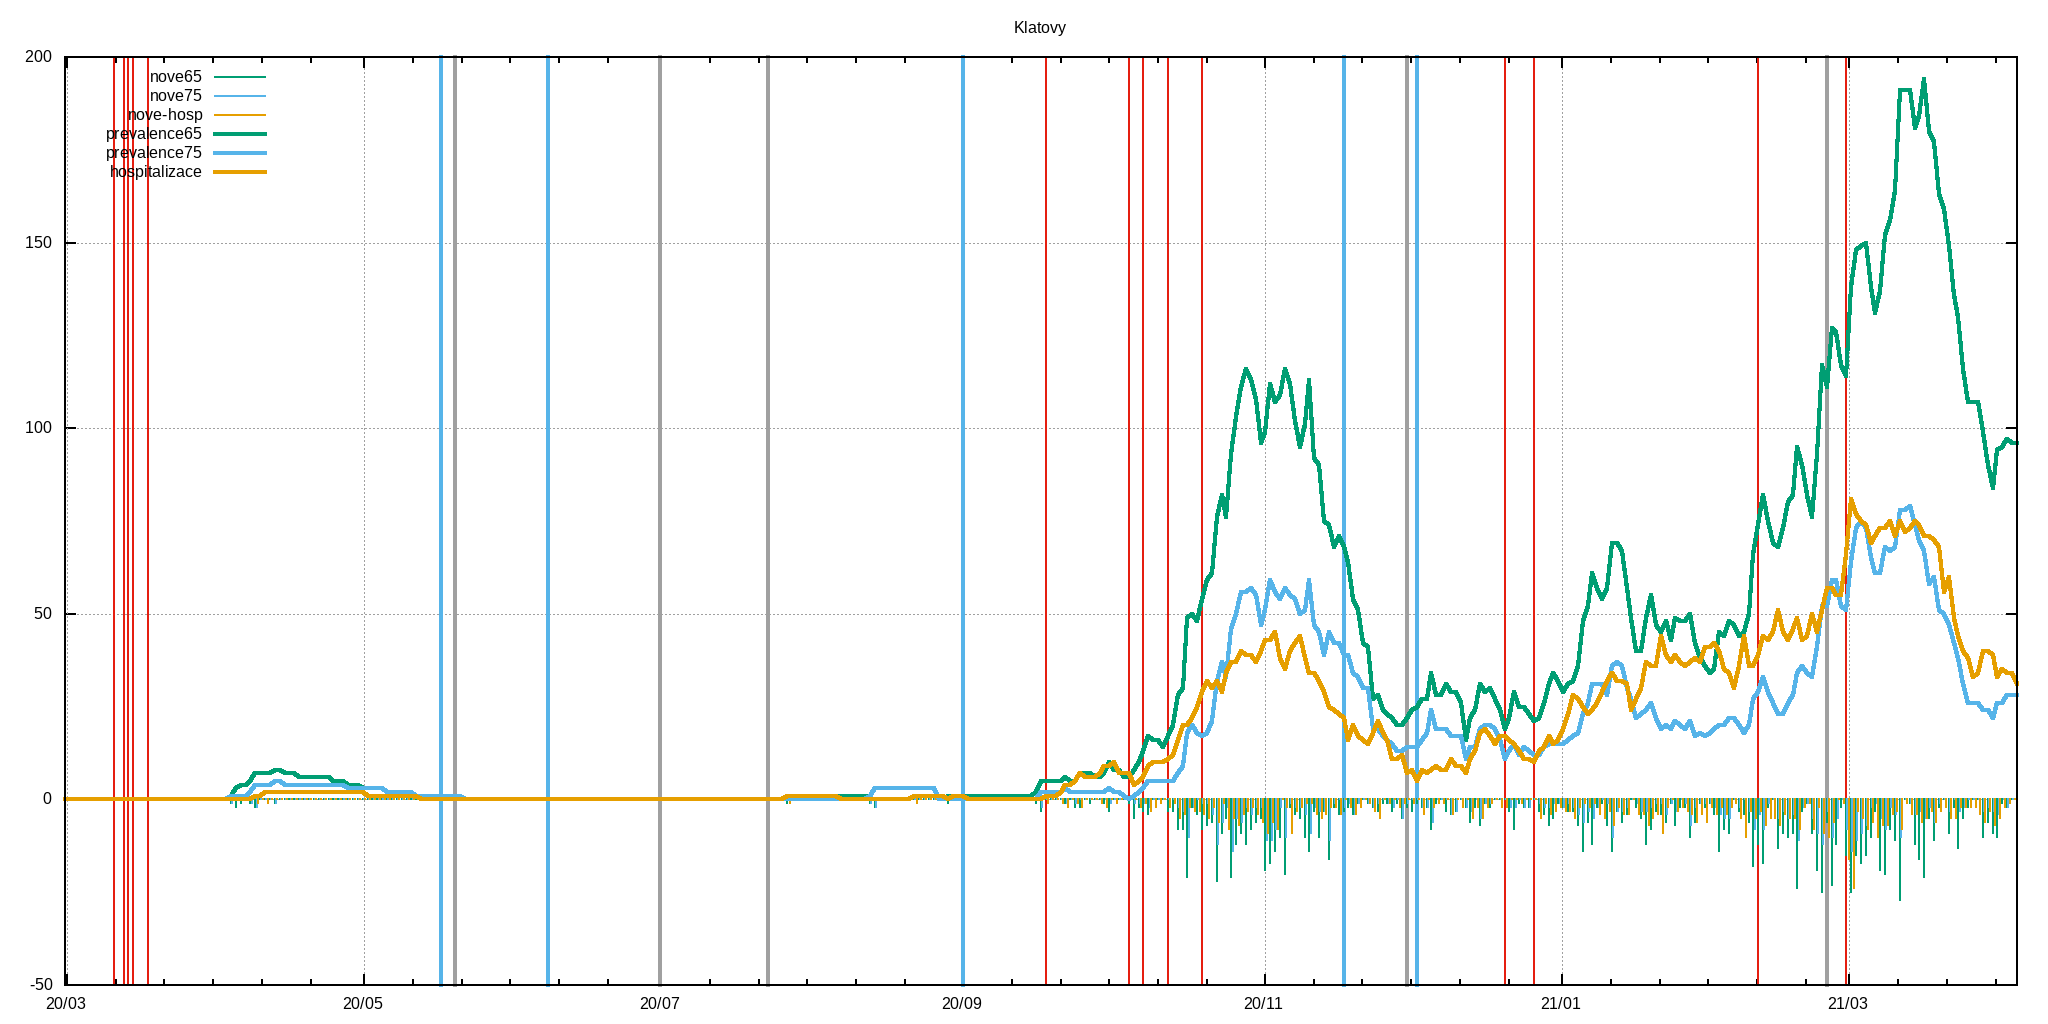 Klatovy
200
150
100
50
0
-50
nove65
nove75
nove-hosp
prevalence65
prevalence75
hospitalizace
20/03 20/05 20/07 20/09 20/11 21/01 21/03